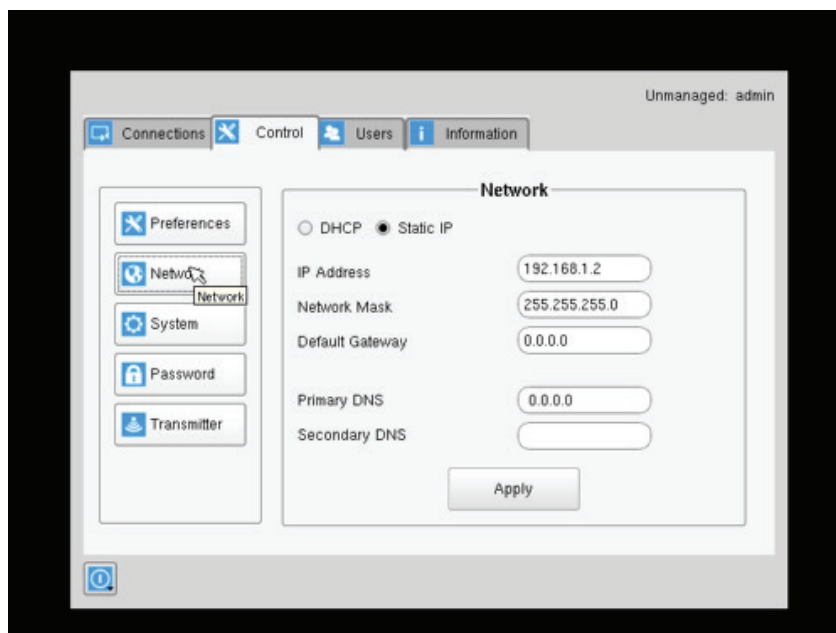 Unmanaged: admin
Connections Control Users Information
Preferences
Network
Network
System
Password
Transmitter
Network
DHCP Static IP
IP Address 192.168.1.2
Network Mask 255.255.255.0
Default Gateway 0.0.0.0
Primary DNS 0.0.0.0
Secondary DNS
Apply